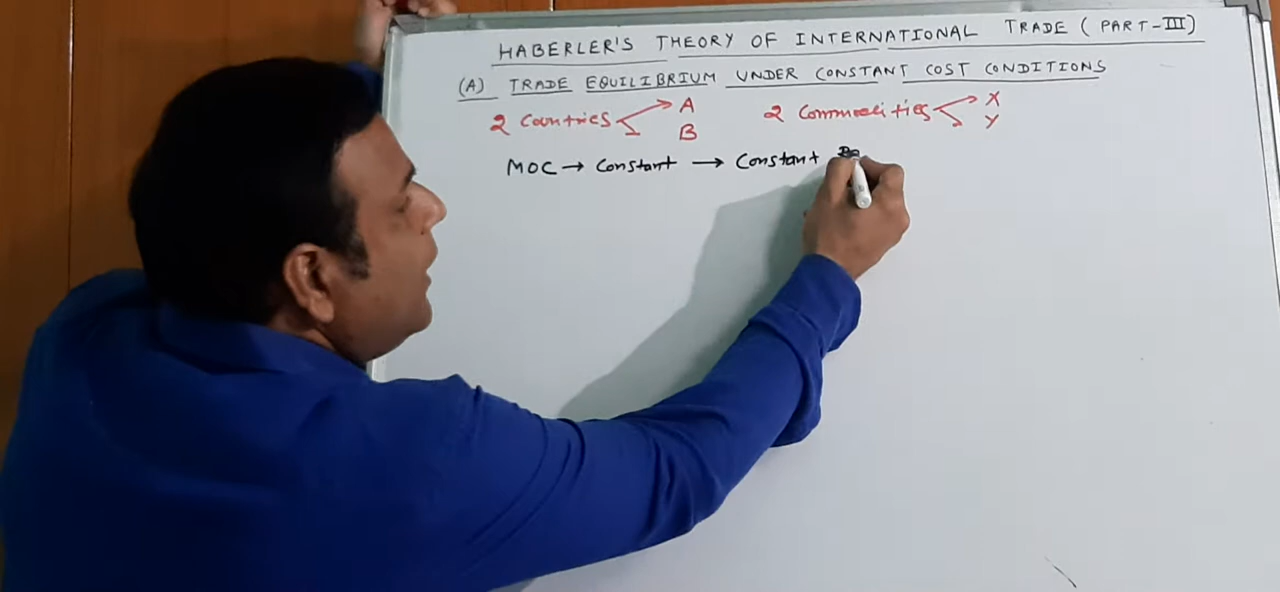 HABERLER'S THEORY OF INTERNATIONAL TRADE (PART-III)
(A) TRADE EQUILIBRIUM UNDER CONSTANT COST CONDITIONS
2 Countries A 2 Commodities X
B Y
MOC → Constant → Constant